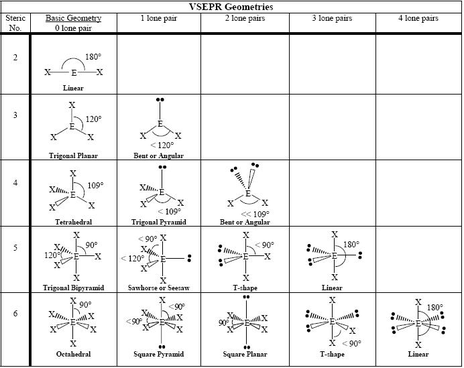 VSEPR Geometries
Steric No. Basic Geometry 0 lone pair 1 lone pair 2 lone pairs 3 lone pairs 4 lone pairs
2
180°
X E X
Linear
3
X
120°
E
X X
Trigonal Planar
E
X X
< 120°
Bent or Angular
4
X
109°
X E
X X
Tetrahedral
X E
X X
< 109°
Trigonal Pyramid
E
X X
<< 109°
Bent or Angular
5
X
90°
120° X E X
X
X
Trigonal Bipyramid
< 90° X
X
< 120° E
X
X
Sawhorse or Seesaw
X
< 90°
E X
X
T-shape
X
180°
E
X
Linear
6
X
90°
X X
E
X X
X
Octahedral
X <90°
X X
<90° E
X X
Square Pyramid
X X
90° E
X X
Square Planar
X
E
X
X < 90°
T-shape
X
180°
E
X
Linear